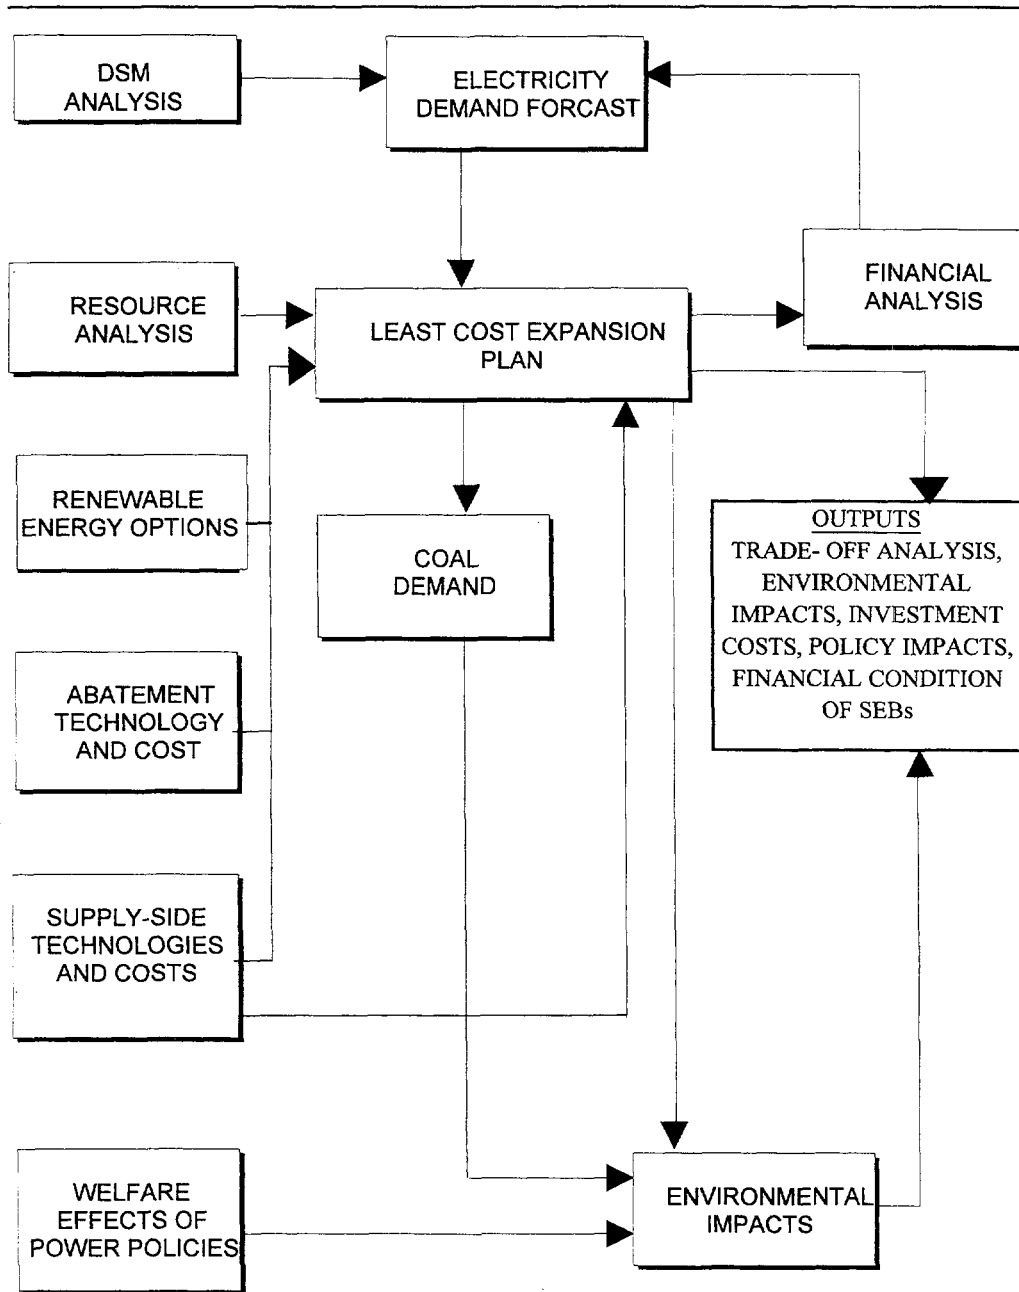 DSM
ANALYSIS
ELECTRICITY
DEMAND FORCAST
RESOURCE
ANALYSIS
LEAST COST EXPANSION
PLAN
FINANCIAL
ANALYSIS
RENEWABLE
ENERGY OPTIONS
COAL
DEMAND
OUTPUTS
TRADE- OFF ANALYSIS,
ENVIRONMENTAL
IMPACTS, INVESTMENT
COSTS, POLICY IMPACTS,
FINANCIAL CONDITION
OF SEBs
ABATEMENT
TECHNOLOGY
AND COST
SUPPLY-SIDE
TECHNOLOGIES
AND COSTS
WELFARE
EFFECTS OF
POWER POLICIES
ENVIRONMENTAL
IMPACTS